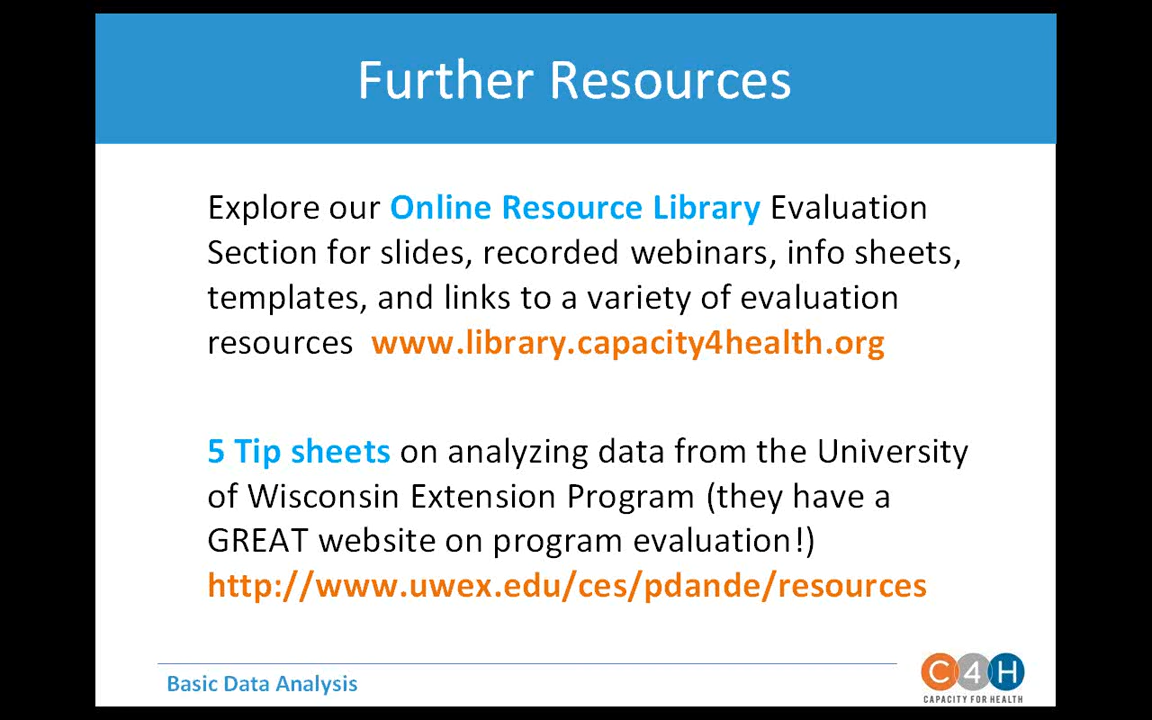 Further Resources
Explore our Online Resource Library Evaluation
Section for slides, recorded webinars, info sheets,
templates, and links to a variety of evaluation
resources www.library.capacity4health.org
5 Tip sheets on analyzing data from the University
of Wisconsin Extension Program (they have a
GREAT website on program evaluation!)
http://www.uwex.edu/ces/pdande/resources
Basic Data Analysis
C4H
CAPACITY FOR HEALTH